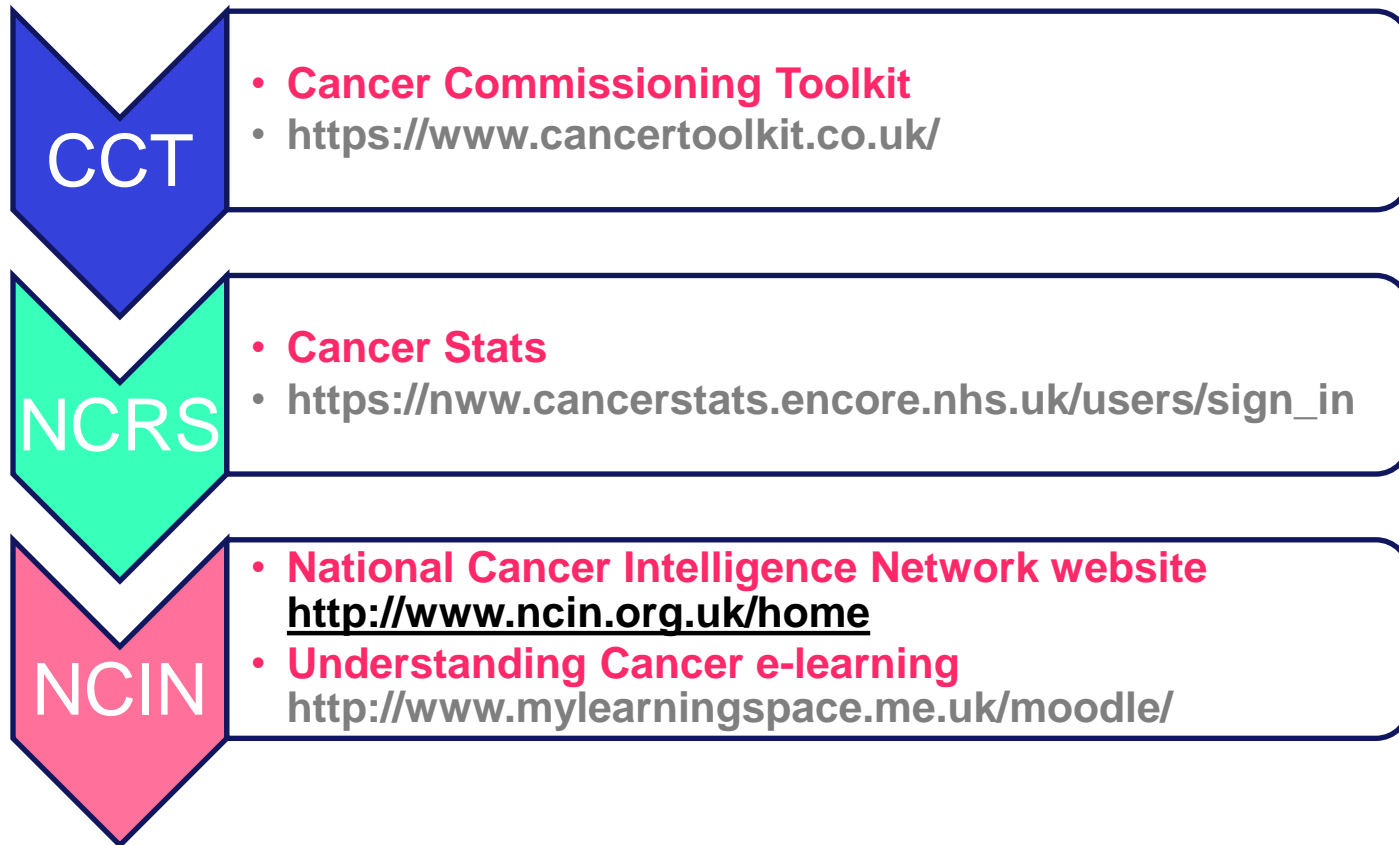 CCT
• Cancer Commissioning Toolkit
• https://www.cancertoolkit.co.uk/
NCRS
• Cancer Stats
• https://nww.cancerstats.encore.nhs.uk/users/sign_in
NCIN
• National Cancer Intelligence Network website
http://www.ncin.org.uk/home
• Understanding Cancer e-learning
http://www.mylearningspace.me.uk/moodle/